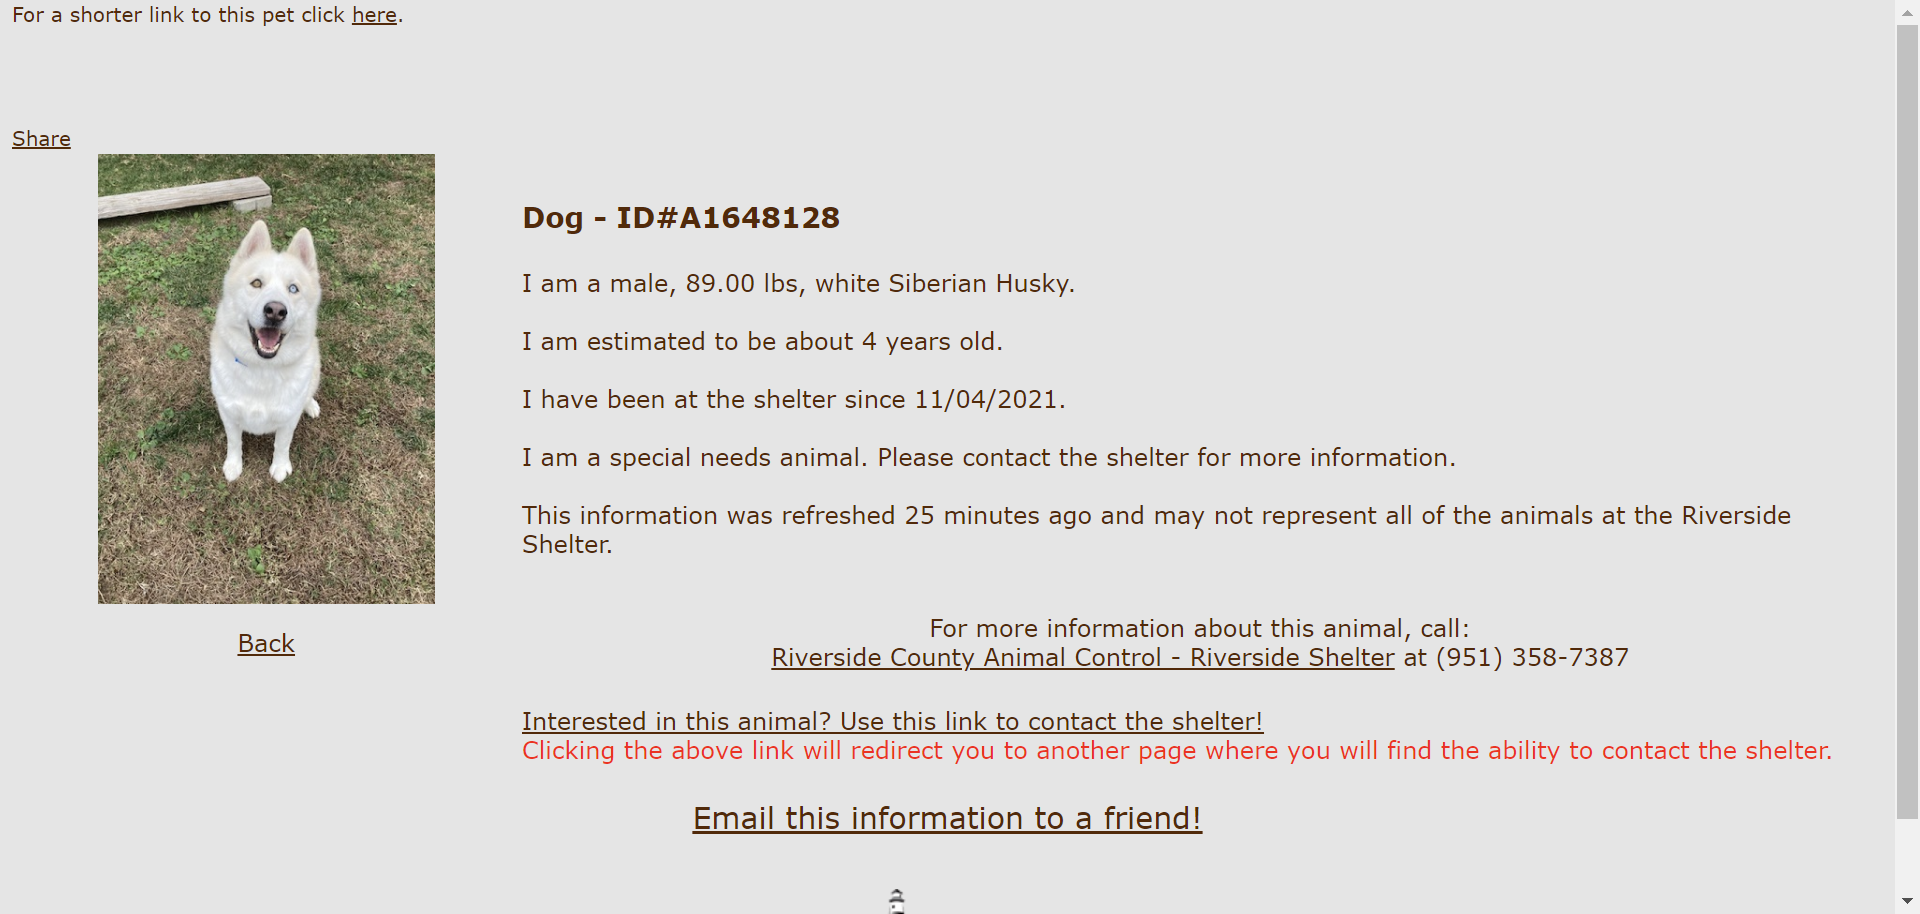 For a shorter link to this pet click here.
Share
Dog - ID#A1648128
I am a male, 89.00 lbs, white Siberian Husky.
I am estimated to be about 4 years old.
I have been at the shelter since 11/04/2021.
I am a special needs animal. Please contact the shelter for more information.
This information was refreshed 25 minutes ago and may not represent all of the animals at the Riverside
Shelter.
Back
For more information about this animal, call:
Riverside County Animal Control - Riverside Shelter at (951) 358-7387
Interested in this animal? Use this link to contact the shelter!
Clicking the above link will redirect you to another page where you will find the ability to contact the shelter.
Email this information to a friend!